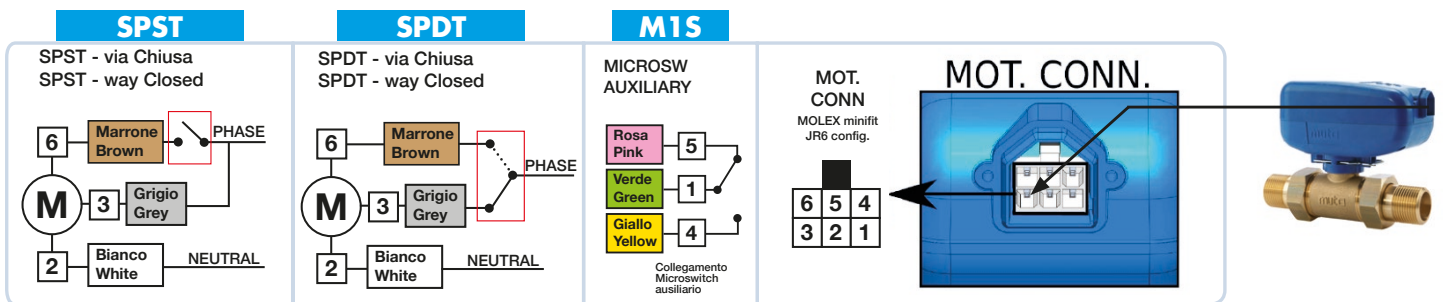 SPST
SPST - via Chiusa
SPST - way Closed
6
Marrone
Brown
PHASE
M
3
Grigio
Grey
2
Bianco
White
NEUTRAL
SPDT
SPDT - via Chiusa
SPDT - way Closed
6
Marrone
Brown
PHASE
M
3
Grigio
Grey
2
Bianco
White
NEUTRAL
M1S
MICROSW
AUXILIARY
Rosa
Pink
5
Verde
Green
1
Giallo
Yellow
4
Collegamento
Microswitch
ausiliario
MOT.
CONN
MOLEX minifit
JR6 config.
6 5 4
3 2 1
MOT. CONN.
mut